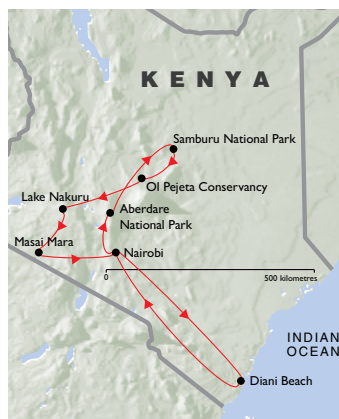 KENYA
Samburu National Park
Ol Pejeta Conservancy
Lake Nakuru
Aberdare
National Park
Masai Mara
Nairobi
0
500 kilometres
INDIAN
OCEAN
Diani Beach